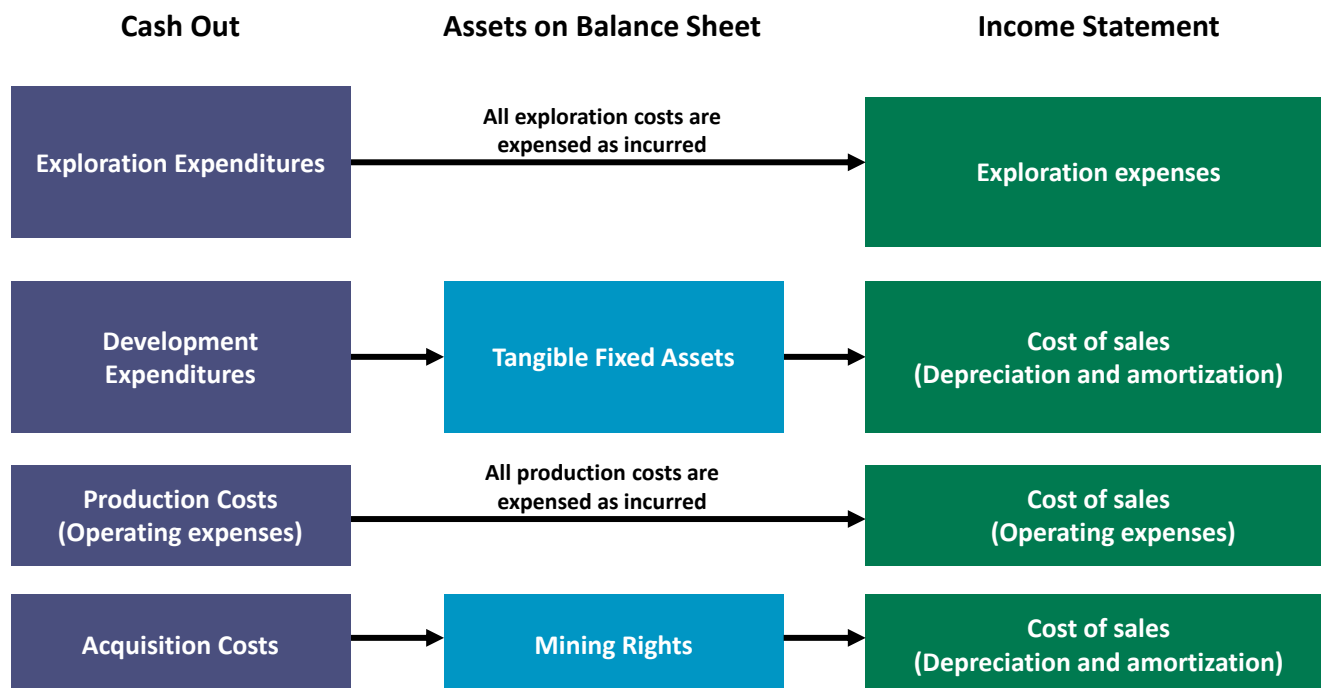 Cash Out
Assets on Balance Sheet
Income Statement
Exploration Expenditures
All exploration costs are
expensed as incurred
Exploration expenses
Development
Expenditures
Tangible Fixed Assets
Cost of sales
(Depreciation and amortization)
Production Costs
(Operating expenses)
All production costs are
expensed as incurred
Cost of sales
(Operating expenses)
Acquisition Costs
Mining Rights
Cost of sales
(Depreciation and amortization)